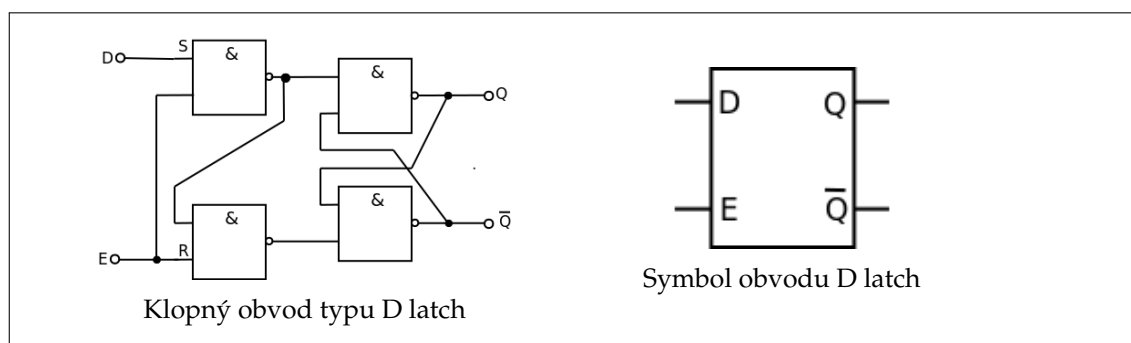 D
S
&
&
Q
&
&
Q̅
E
R
Klopný obvod typu D latch
D
Q
E
Q̅
Symbol obvodu D latch